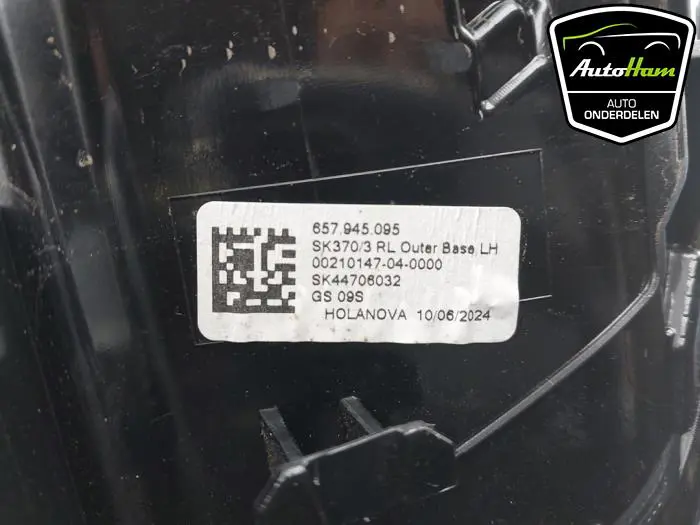 AutoHam
AUTO
ONDERDELEN
657.945.095
SK370/3 RL Outer Base LH
00210147-04-0000
SK44706032
GS 09S
HOLANOVA 10/06/2024